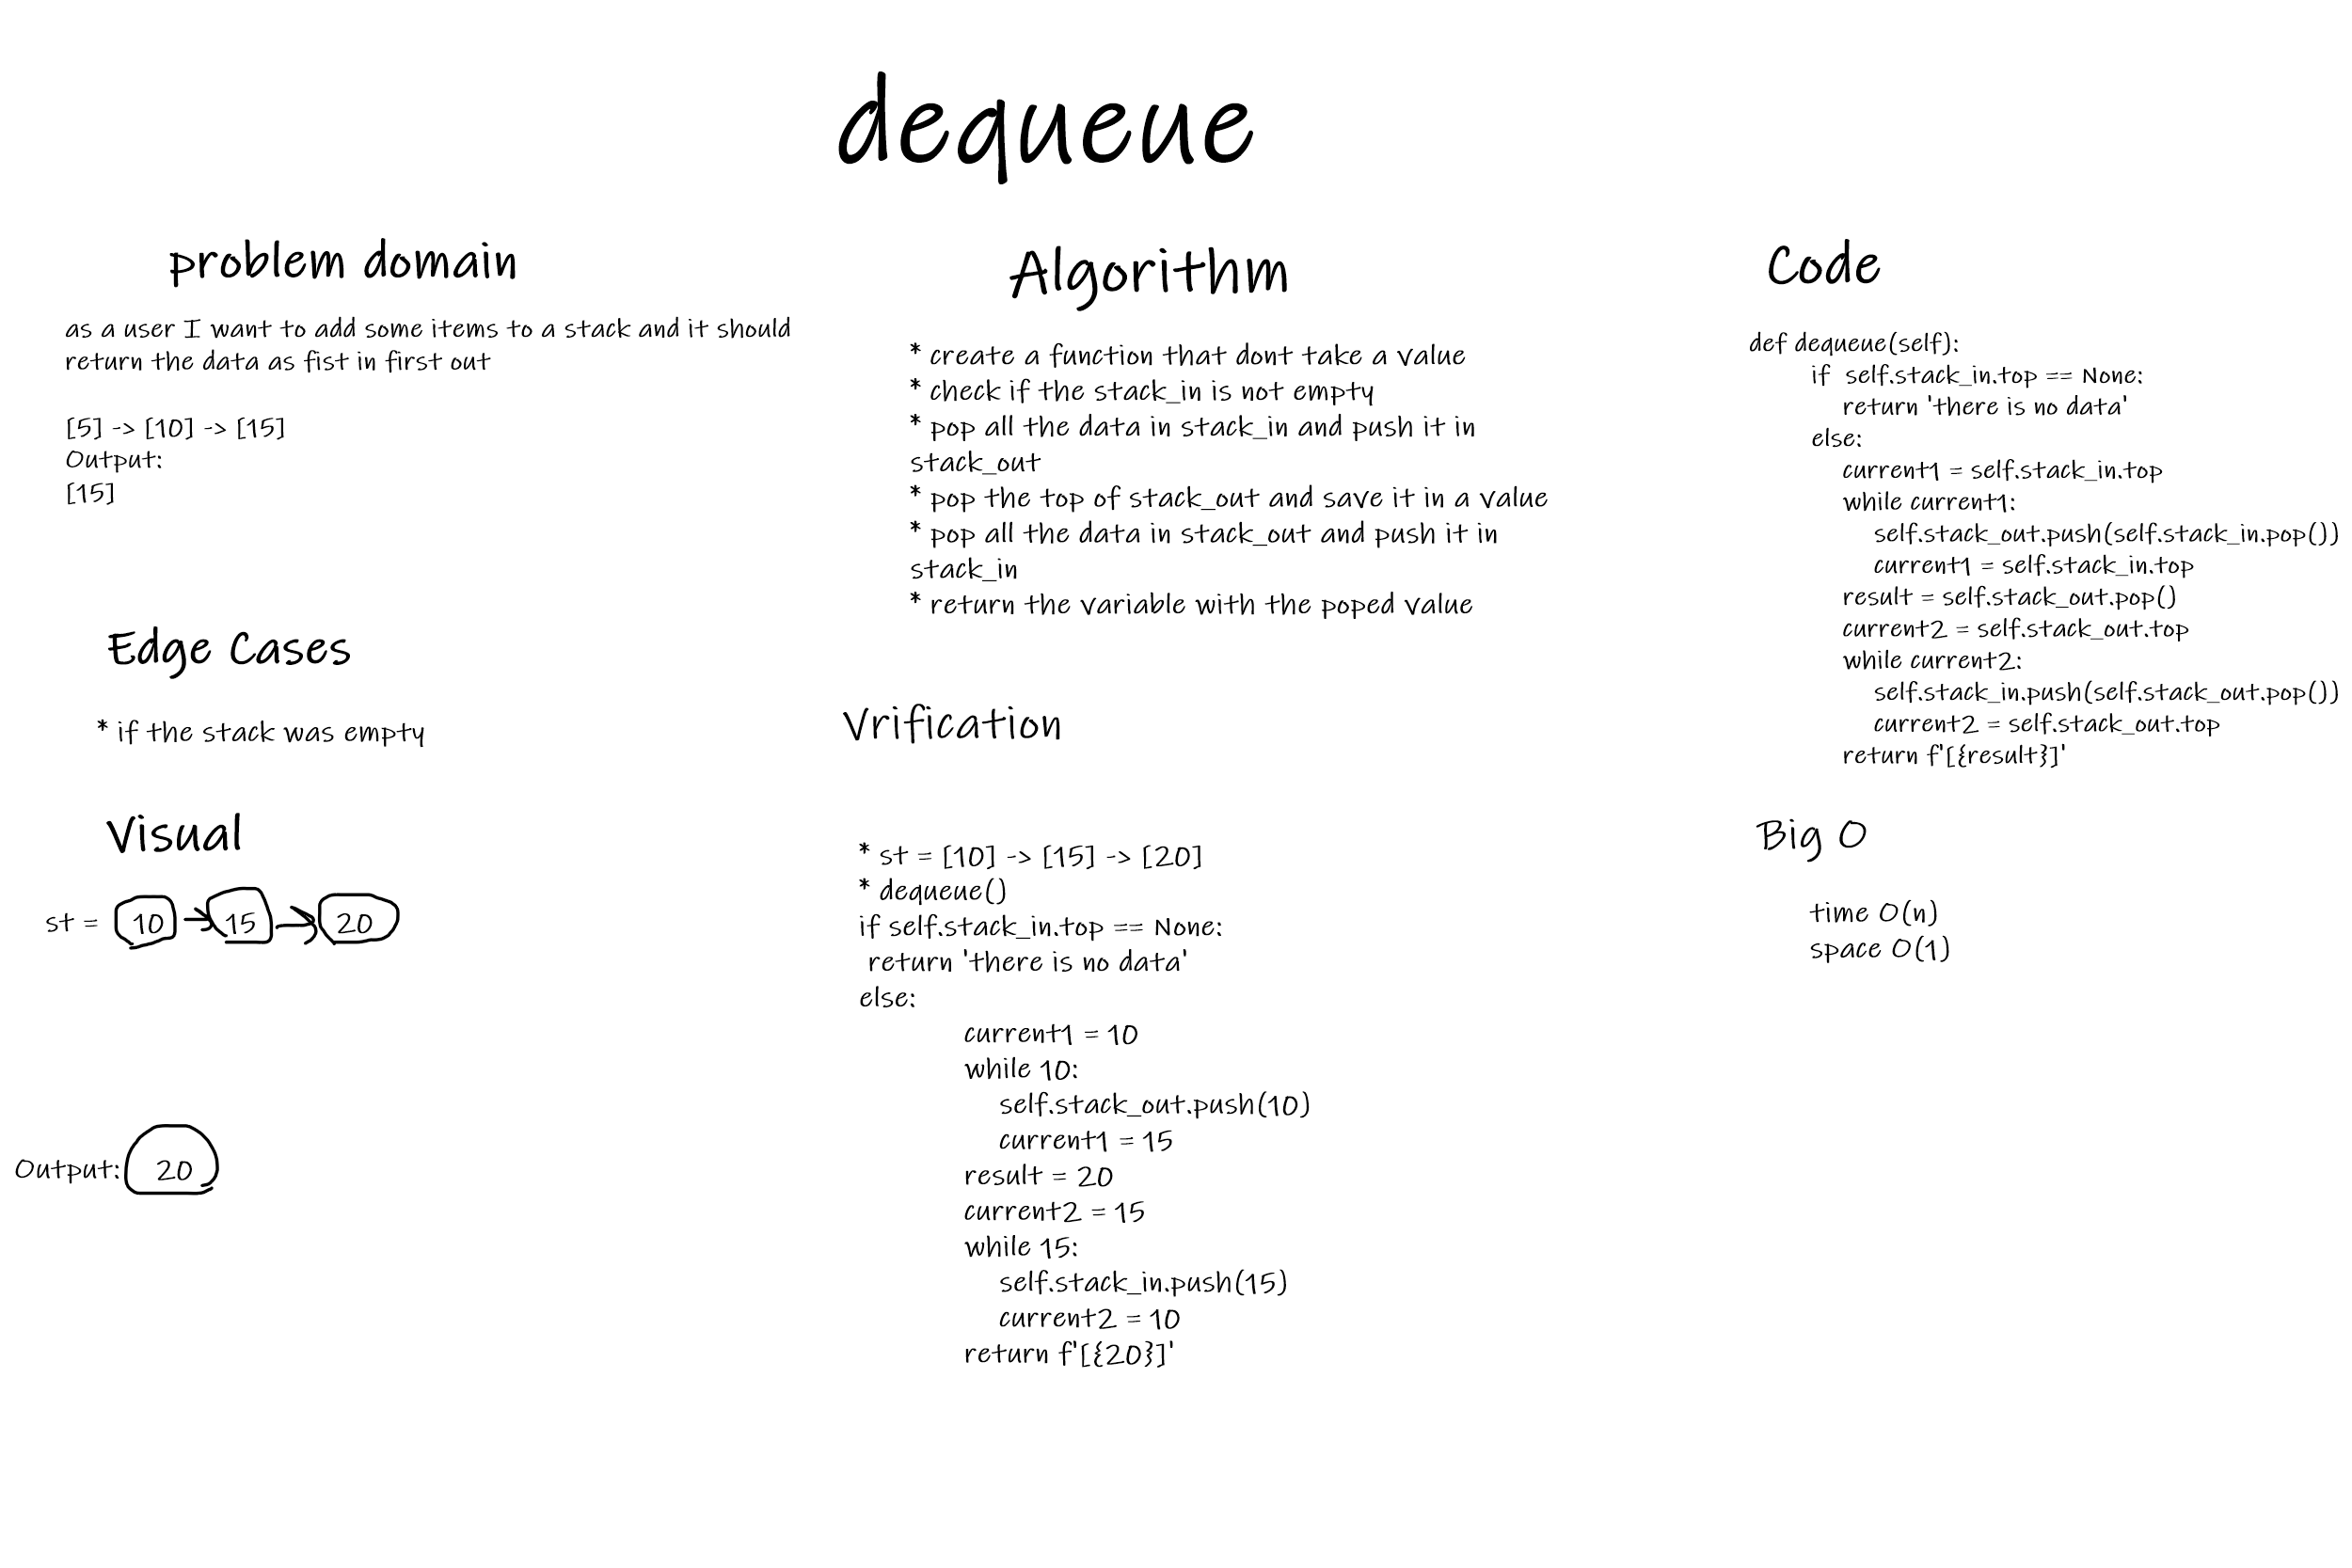 dequeue
problem domain
as a user I want to add some items to a stack and it should
return the data as fist in first out
[5] -> [10] -> [15]
Output:
[15]
Edge Cases
* if the stack was empty
Visual
st = 10 15 20
Output: 20
Algorithm
* create a function that dont take a value
* check if the stack_in is not empty
* pop all the data in stack_in and push it in
stack_out
* pop the top of stack_out and save it in a value
* pop all the data in stack_out and push it in
stack_in
* return the variable with the poped value
Vrification
* st = [10] -> [15] -> [20]
* dequeue()
if self.stack_in.top == None:
return 'there is no data'
else:
current1 = 10
while 10:
self.stack_out.push(10)
current1 = 15
result = 20
current2 = 15
while 15:
self.stack_in.push(15)
current2 = 10
return f'[{20}]'
Code
def dequeue(self):
if self.stack_in.top == None:
return 'there is no data'
else:
current1 = self.stack_in.top
while current1:
self.stack_out.push(self.stack_in.pop())
current1 = self.stack_in.top
result = self.stack_out.pop()
current2 = self.stack_out.top
while current2:
self.stack_in.push(self.stack_out.pop())
current2 = self.stack_out.top
return f'[{result}]'
Big O
time O(n)
space O(1)